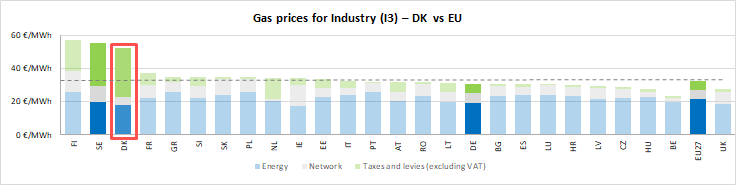 Gas prices for Industry (I3) – DK vs EU
60 €/MWh
40 €/MWh
20 €/MWh
0 €/MWh
FI SE DK FR GR SI SK PL NL IE EE IT PT AT RO LT DE BG ES LU HR LV CZ HU BE EU27 UK
Energy Network Taxes and levies (excluding VAT)